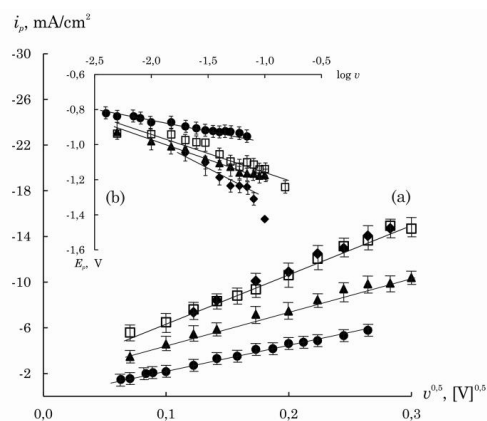 i_p, mA/cm²
-30
-2,5 -2,0 -1,5 -1,0 -0,5
log υ
-0,6
-26
-0,8
-22
-1,0
-18
-1,2
(b)
(a)
-1,4
-14
-1,6
E_p, V
-10
-6
-2
υ^0,5, [V]^0,5
0,0 0,1 0,2 0,3